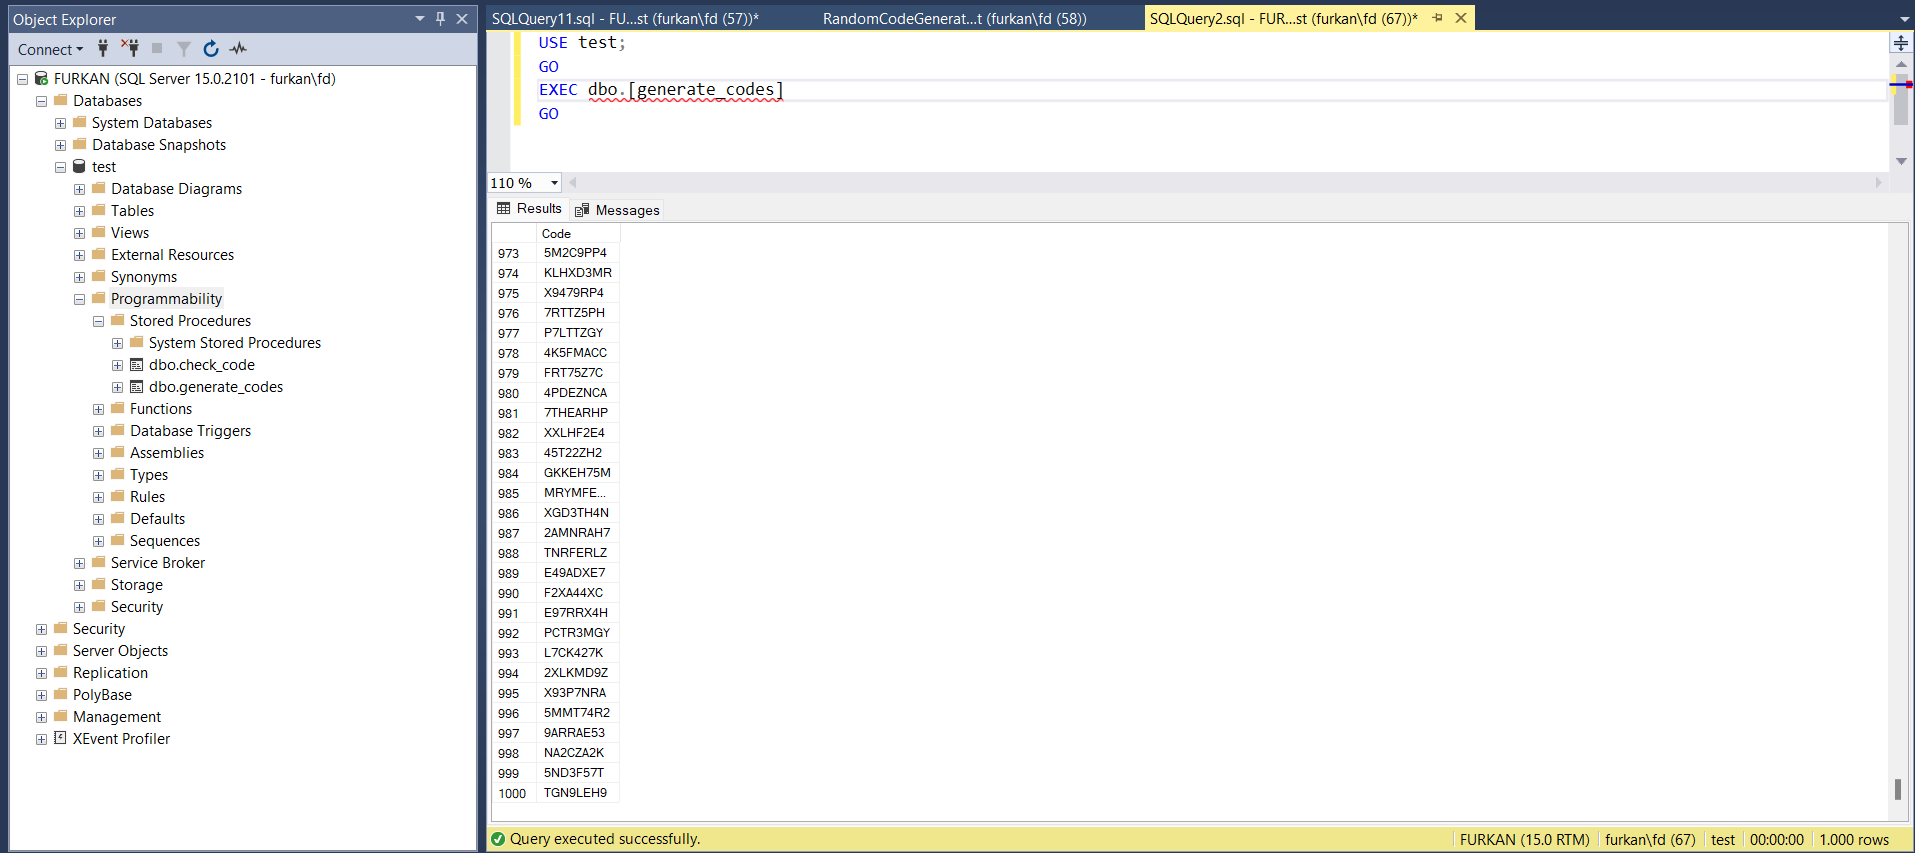 Object Explorer
Connect
FURKAN (SQL Server 15.0.2101 - furkan\fd)
Databases
System Databases
Database Snapshots
test
Database Diagrams
Tables
Views
External Resources
Synonyms
Programmability
Stored Procedures
System Stored Procedures
dbo.check_code
dbo.generate_codes
Functions
Database Triggers
Assemblies
Types
Rules
Defaults
Sequences
Service Broker
Storage
Security
Security
Server Objects
Replication
PolyBase
Management
XEvent Profiler
SQLQuery11.sql - FU...st (furkan\fd (57))* RandomCodeGenerat...t (furkan\fd (58)) SQLQuery2.sql - FUR...st (furkan\fd (67))*
USE test;
GO
EXEC dbo.[generate_codes]
GO
110 %
Results Messages
Code
973 5M2C9PP4
974 KLHXD3MR
975 X9479RP4
976 7RTTZ5PH
977 P7LTTZGY
978 4K5FMACC
979 FRT75Z7C
980 4PDEZNCA
981 7THEARHP
982 XXLHF2E4
983 45T22ZH2
984 GKKEH75M
985 MRYMFE...
986 XGD3TH4N
987 2AMNRAH7
988 TNRFERLZ
989 E49ADXE7
990 F2XA44XC
991 E97RRX4H
992 PCTR3MGY
993 L7CK427K
994 2XLKMD9Z
995 X93P7NRA
996 5MMT74R2
997 9ARRAE53
998 NA2CZA2K
999 5ND3F57T
1000 TGN9LEH9
Query executed successfully. FURKAN (15.0 RTM) furkan\fd (67) test 00:00:00 1.000 rows